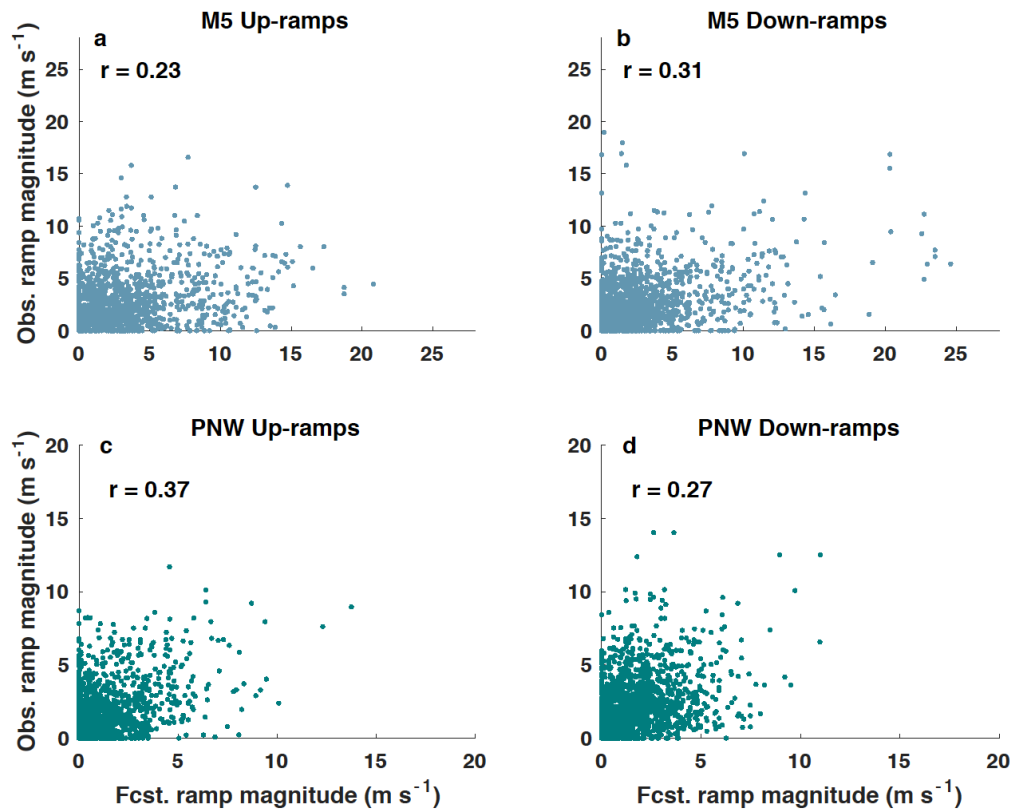 M5 Up-ramps
a
r = 0.23
Obs. ramp magnitude (m s⁻¹)
25
20
15
10
5
0
0 5 10 15 20 25
M5 Down-ramps
b
r = 0.31
25
20
15
10
5
0
0 5 10 15 20 25
PNW Up-ramps
c
r = 0.37
Obs. ramp magnitude (m s⁻¹)
20
15
10
5
0
0 5 10 15 20
Fcst. ramp magnitude (m s⁻¹)
PNW Down-ramps
d
r = 0.27
20
15
10
5
0
0 5 10 15 20
Fcst. ramp magnitude (m s⁻¹)